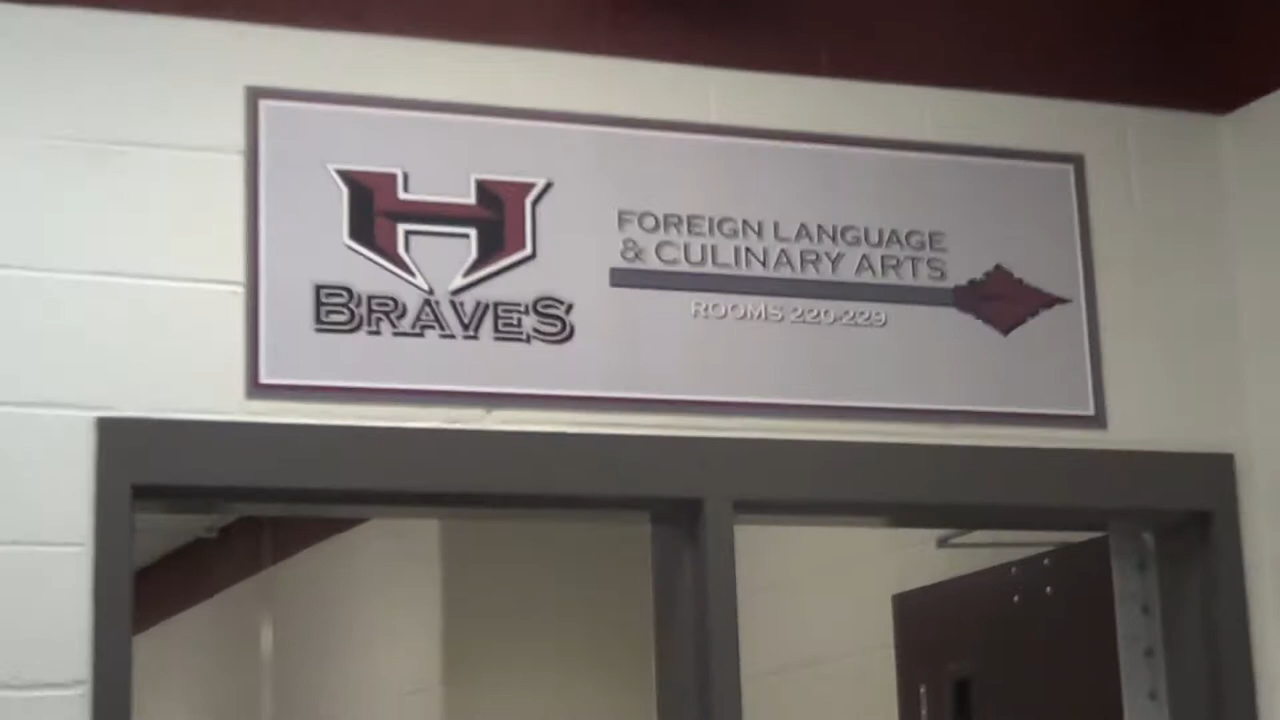 H
BRAVES
FOREIGN LANGUAGE
& CULINARY ARTS
ROOMS 220-229